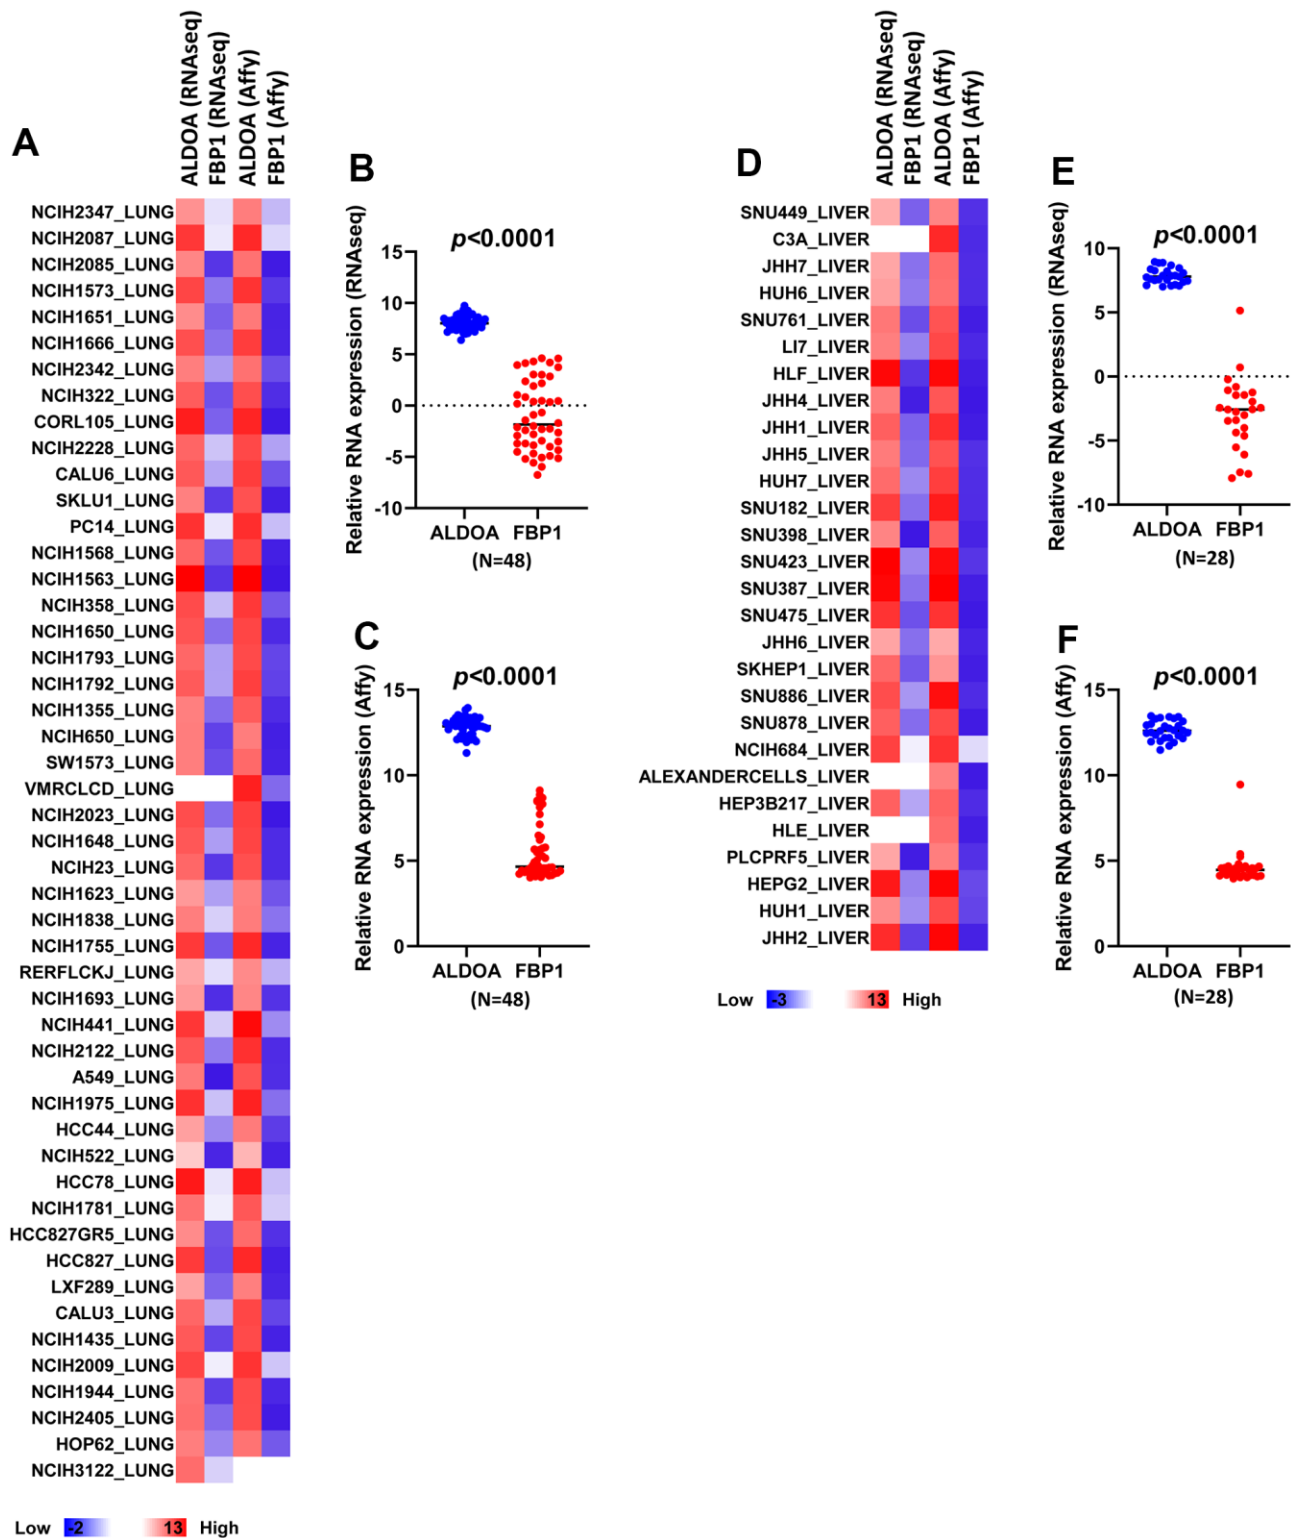 A
ALDOA (RNAseq)
FBP1 (RNAseq)
ALDOA (Affy)
FBP1 (Affy)
NCIH2347_LUNG
NCIH2087_LUNG
NCIH2085_LUNG
NCIH1573_LUNG
NCIH1651_LUNG
NCIH1666_LUNG
NCIH2342_LUNG
NCIH322_LUNG
CORL105_LUNG
NCIH2228_LUNG
CALU6_LUNG
SKLU1_LUNG
PC14_LUNG
NCIH1568_LUNG
NCIH1563_LUNG
NCIH358_LUNG
NCIH1650_LUNG
NCIH1793_LUNG
NCIH1792_LUNG
NCIH1355_LUNG
NCIH650_LUNG
SW1573_LUNG
VMRCLCD_LUNG
NCIH2023_LUNG
NCIH1648_LUNG
NCIH23_LUNG
NCIH1623_LUNG
NCIH1838_LUNG
NCIH1755_LUNG
RERFLCKJ_LUNG
NCIH1693_LUNG
NCIH441_LUNG
NCIH2122_LUNG
A549_LUNG
NCIH1975_LUNG
HCC44_LUNG
NCIH522_LUNG
HCC78_LUNG
NCIH1781_LUNG
HCC827GR5_LUNG
HCC827_LUNG
LXF289_LUNG
CALU3_LUNG
NCIH1435_LUNG
NCIH2009_LUNG
NCIH1944_LUNG
NCIH2405_LUNG
HOP62_LUNG
NCIH3122_LUNG
Low -2 13 High
B
Relative RNA expression (RNAseq)
p<0.0001
15
10
5
0
-5
-10
ALDOA FBP1
(N=48)
C
Relative RNA expression (Affy)
p<0.0001
15
10
5
0
ALDOA FBP1
(N=48)
D
ALDOA (RNAseq)
FBP1 (RNAseq)
ALDOA (Affy)
FBP1 (Affy)
SNU449_LIVER
C3A_LIVER
JHH7_LIVER
HUH6_LIVER
SNU761_LIVER
LI7_LIVER
HLF_LIVER
JHH4_LIVER
JHH1_LIVER
JHH5_LIVER
HUH7_LIVER
SNU182_LIVER
SNU398_LIVER
SNU423_LIVER
SNU387_LIVER
SNU475_LIVER
JHH6_LIVER
SKHEP1_LIVER
SNU886_LIVER
SNU878_LIVER
NCIH684_LIVER
ALEXANDERCELLS_LIVER
HEP3B217_LIVER
HLE_LIVER
PLCPRF5_LIVER
HEPG2_LIVER
HUH1_LIVER
JHH2_LIVER
Low -3 13 High
E
Relative RNA expression (RNAseq)
p<0.0001
10
5
0
-5
-10
ALDOA FBP1
(N=28)
F
Relative RNA expression (Affy)
p<0.0001
15
10
5
0
ALDOA FBP1
(N=28)